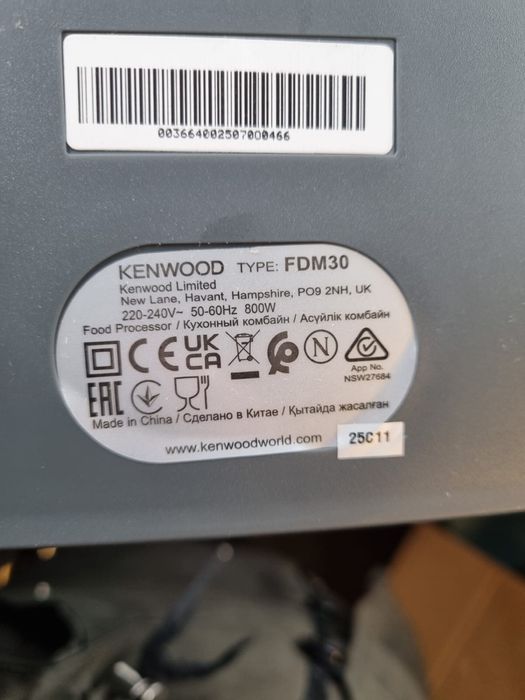 0036640025070O0466
KENWOOD TYPE: FDM30
Kenwood Limited
New Lane, Havant, Hampshire, PO9 2NH, UK
220-240V~ 50-60Hz 800W
Food Processor / Кухонный комбайн / Асүйлік комбайн
CE UK CA N
App No.
NSW27684
EAC
Made in China / Сделано в Китае / Қытайда жасалған
www.kenwoodworld.com 25C11